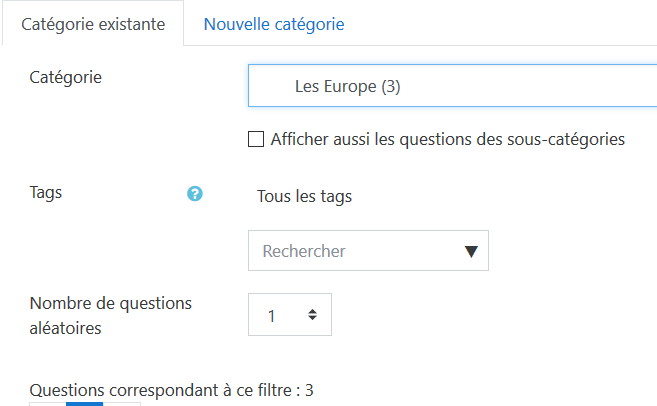 Catégorie existante
Nouvelle catégorie
Catégorie
Les Europe (3)
Afficher aussi les questions des sous-catégories
Tags
?
Tous les tags
Rechercher
Nombre de questions
aléatoires
1
Questions correspondant à ce filtre : 3